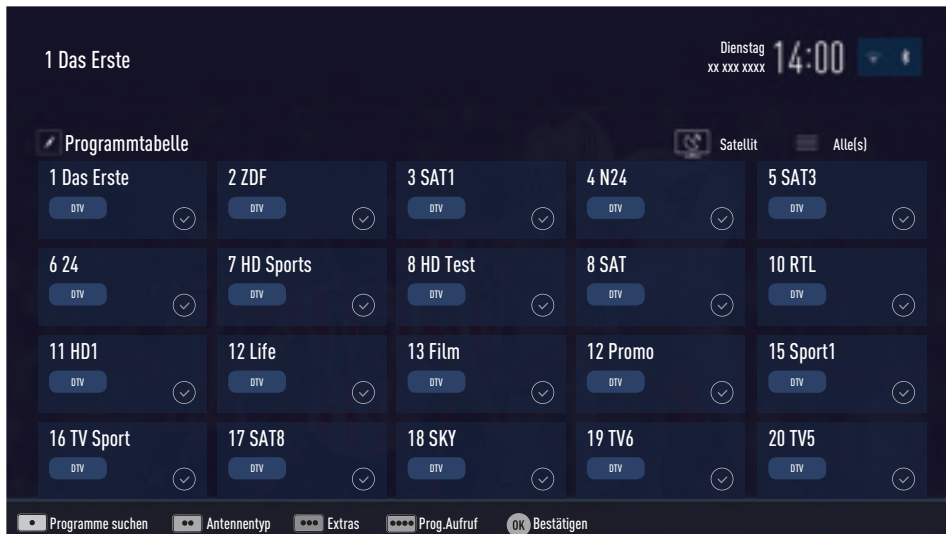 1 Das Erste
Dienstag
xx xxx xxxx
14:00
Programmtabelle
Satellit
Alle(s)
1 Das Erste
2 ZDF
3 SAT1
4 N24
5 SAT3
DTV
DTV
DTV
DTV
DTV
6 24
7 HD Sports
8 HD Test
8 SAT
10 RTL
DTV
DTV
DTV
DTV
DTV
11 HD1
12 Life
13 Film
12 Promo
15 Sport1
DTV
DTV
DTV
DTV
DTV
16 TV Sport
17 SAT8
18 SKY
19 TV6
20 TV5
DTV
DTV
DTV
DTV
DTV
Programme suchen
Antennentyp
Extras
Prog.Aufruf
OK Bestätigen